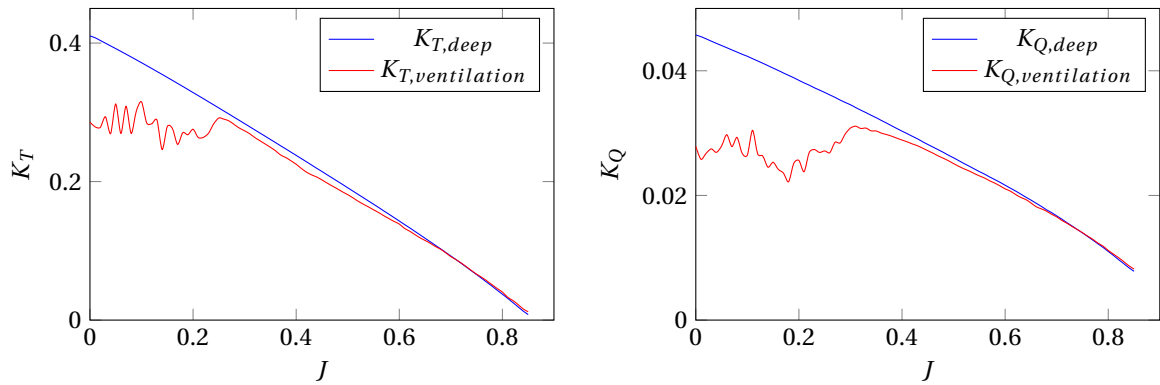 0.4
0.2
0
K_T
0 0.2 0.4 0.6 0.8
J
K_{T,deep}
K_{T,ventilation}
0.04
0.02
0
K_Q
0 0.2 0.4 0.6 0.8
J
K_{Q,deep}
K_{Q,ventilation}